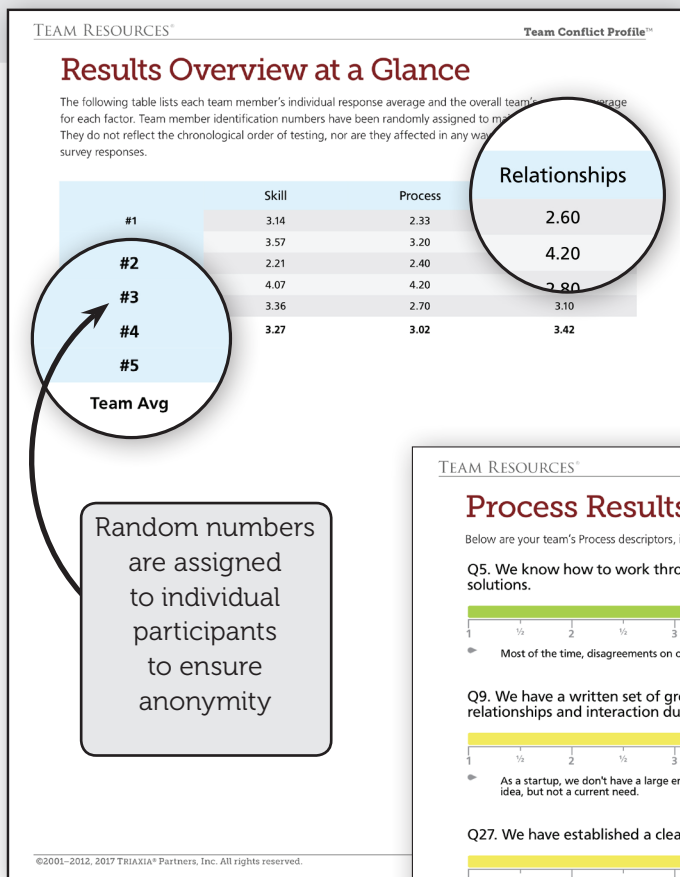 TEAM RESOURCES®
Team Conflict Profile™
Results Overview at a Glance
The following table lists each team member's individual response average and the overall team's
for each factor. Team member identification numbers have been randomly assigned to
They do not reflect the chronological order of testing, nor are they affected in any way
survey responses.
Skill Process Relationships
#1 3.14 2.33 2.60
#2 3.57 3.20 4.20
#3 2.21 2.40 2.80
#4 4.07 4.20
#5 3.36 2.70 3.10
Team Avg 3.27 3.02 3.42
Random numbers
are assigned
to individual
participants
to ensure
anonymity
©2001–2012, 2017 TRIAXIA® Partners, Inc. All rights reserved.
TEAM RESOURCES®
Process Results
Below are your team's Process descriptors,
Q5. We know how to work
solutions.
1 ½ 2 ½ 3
Most of the time, disagreements on
Q9. We have a written set of
relationships and interaction
1 ½ 2 ½ 3
As a startup, we don't have a large
idea, but not a current need.
Q27. We have established a